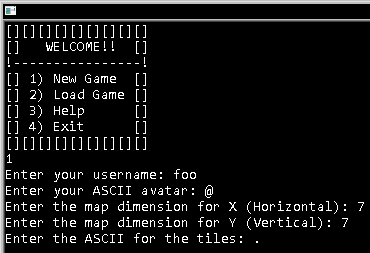 [][][][][][][][][]
[]   WELCOME!!  []
!----------------!
[] 1) New Game  []
[] 2) Load Game []
[] 3) Help      []
[] 4) Exit      []
[][][][][][][][][]
1
Enter your username: foo
Enter your ASCII avatar: @
Enter the map dimension for X (Horizontal): 7
Enter the map dimension for Y (Vertical): 7
Enter the ASCII for the tiles: .